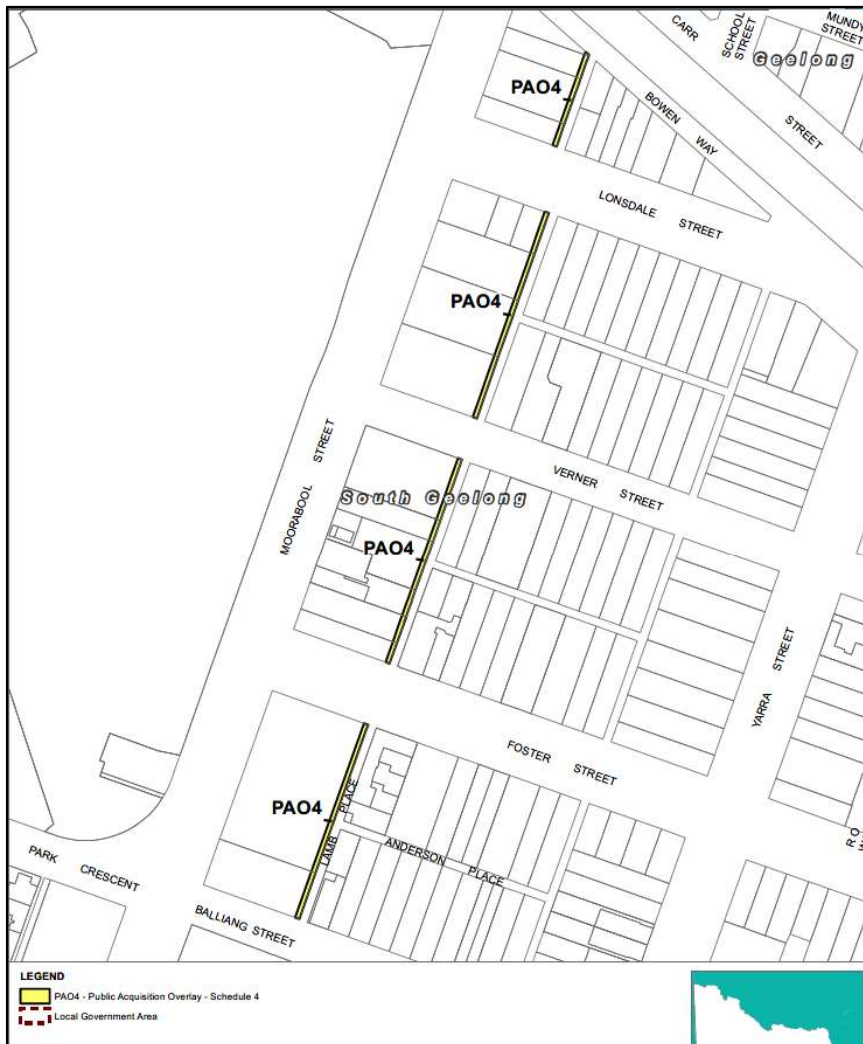 MUNDY
STREET
SCHOOL
STREET
CARR
STREET
Geelong
PAO4
BOWEN WAY
LONSDALE STREET
PAO4
MOORABOOL STREET
VERNER STREET
South Geelong
PAO4
YARRA STREET
FOSTER STREET
PAO4
LAMB PLACE
ANDERSON PLACE
PARK CRESCENT
BALLIANG STREET
LEGEND
PAO4 - Public Acquisition Overlay - Schedule 4
Local Government Area